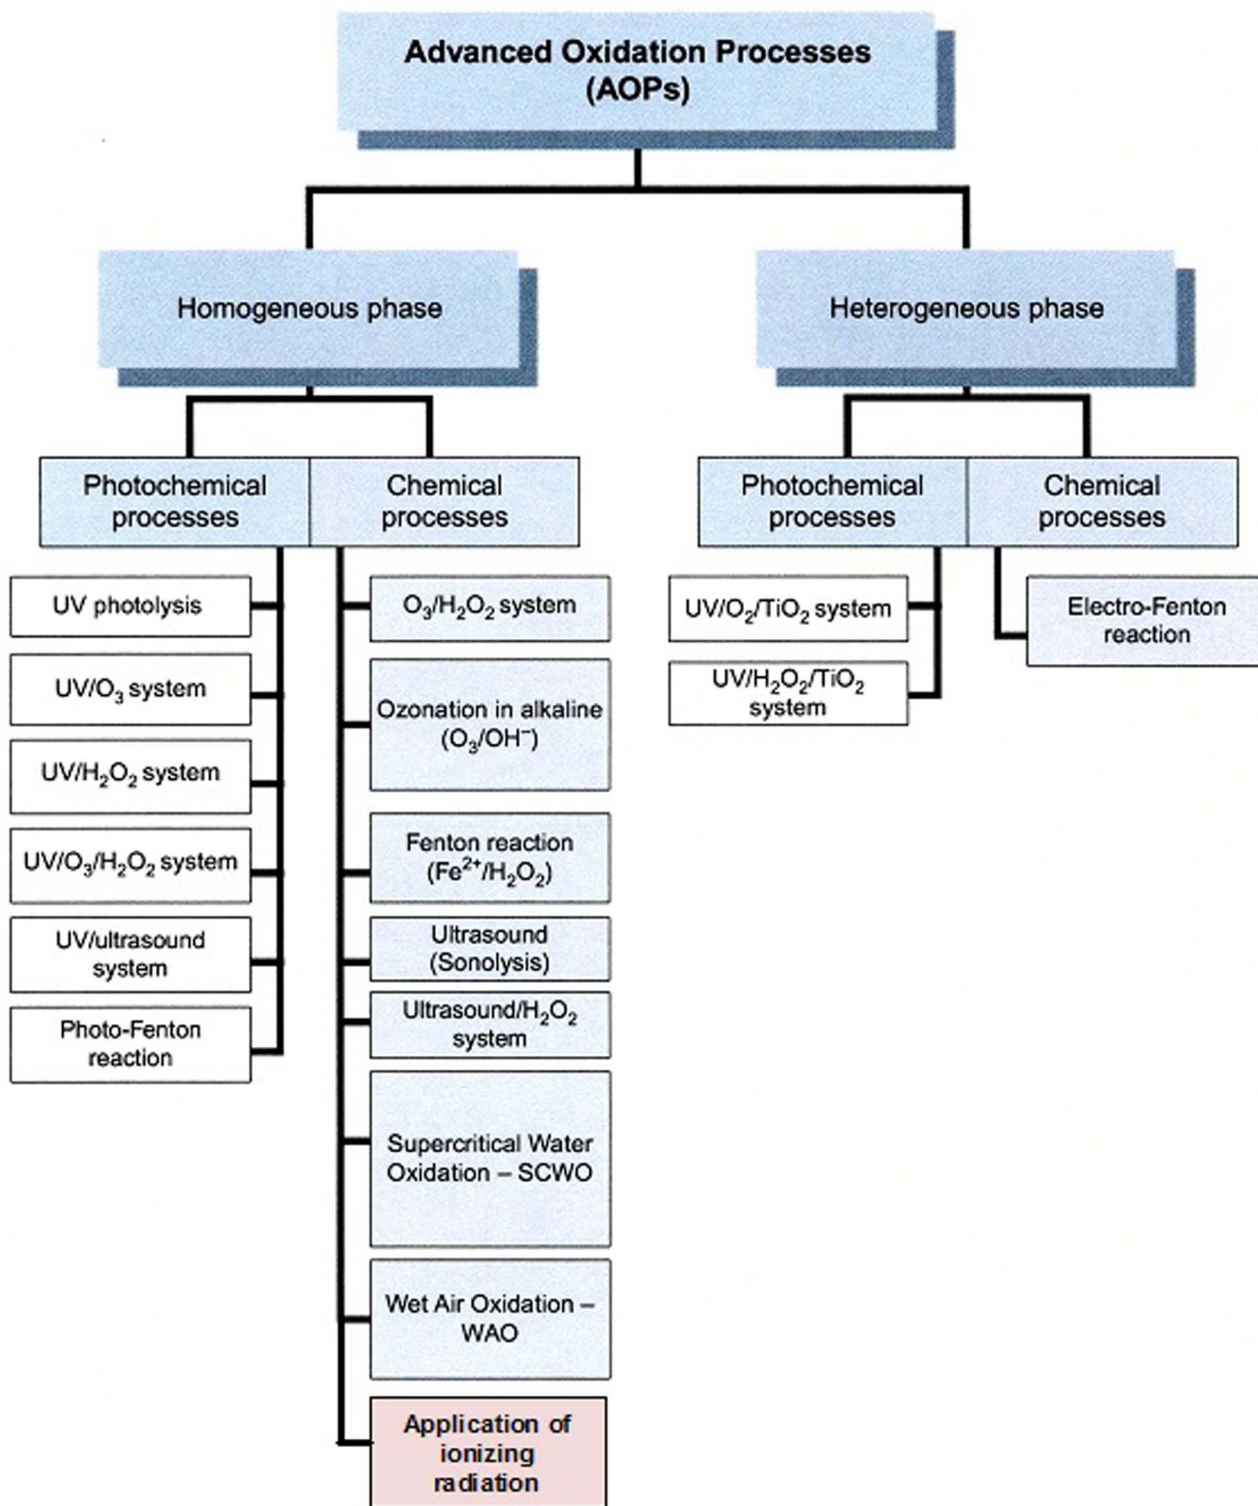 Advanced Oxidation Processes
(AOPs)
Homogeneous phase
Heterogeneous phase
Photochemical
processes
Chemical
processes
Photochemical
processes
Chemical
processes
UV photolysis
UV/O₃ system
UV/H₂O₂ system
UV/O₃/H₂O₂ system
UV/ultrasound
system
Photo-Fenton
reaction
O₃/H₂O₂ system
Ozonation in alkaline
(O₃/OH⁻)
Fenton reaction
(Fe²⁺/H₂O₂)
Ultrasound
(Sonolysis)
Ultrasound/H₂O₂
system
Supercritical Water
Oxidation – SCWO
Wet Air Oxidation –
WAO
Application of
ionizing
radiation
UV/O₂/TiO₂ system
UV/H₂O₂/TiO₂
system
Electro-Fenton
reaction